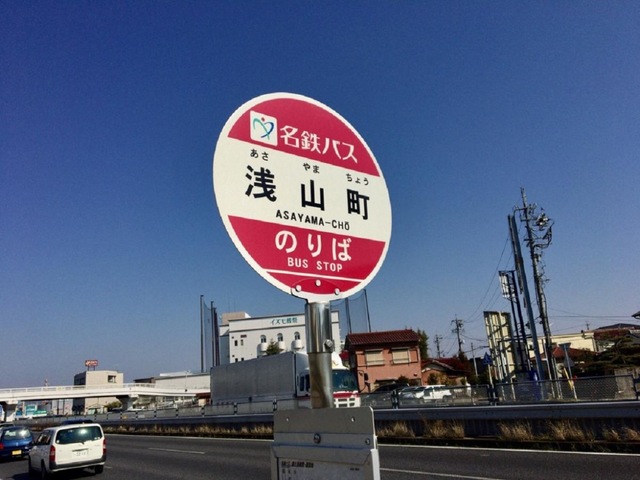 名鉄バス
あさ やま ちょう
浅山町
ASAYAMA-CHŌ
のりば
BUS STOP